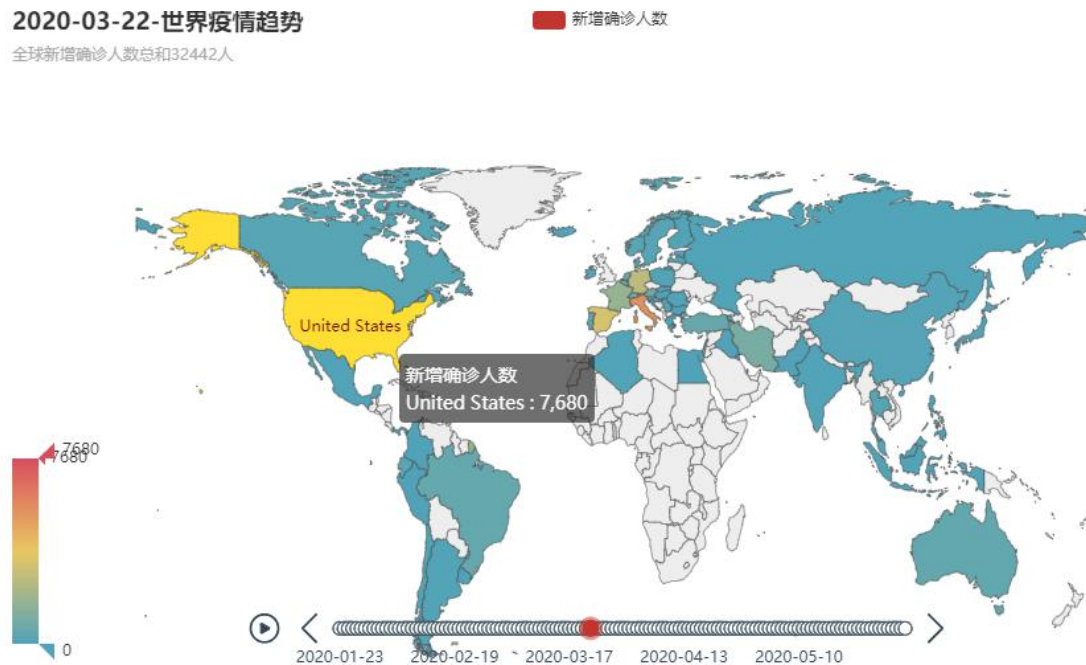 2020-03-22-世界疫情趋势
新增确诊人数
全球新增确诊人数总和32442人
United States
新增确诊人数
United States : 7,680
7680
7680
0
2020-01-23 2020-02-19 2020-03-17 2020-04-13 2020-05-10